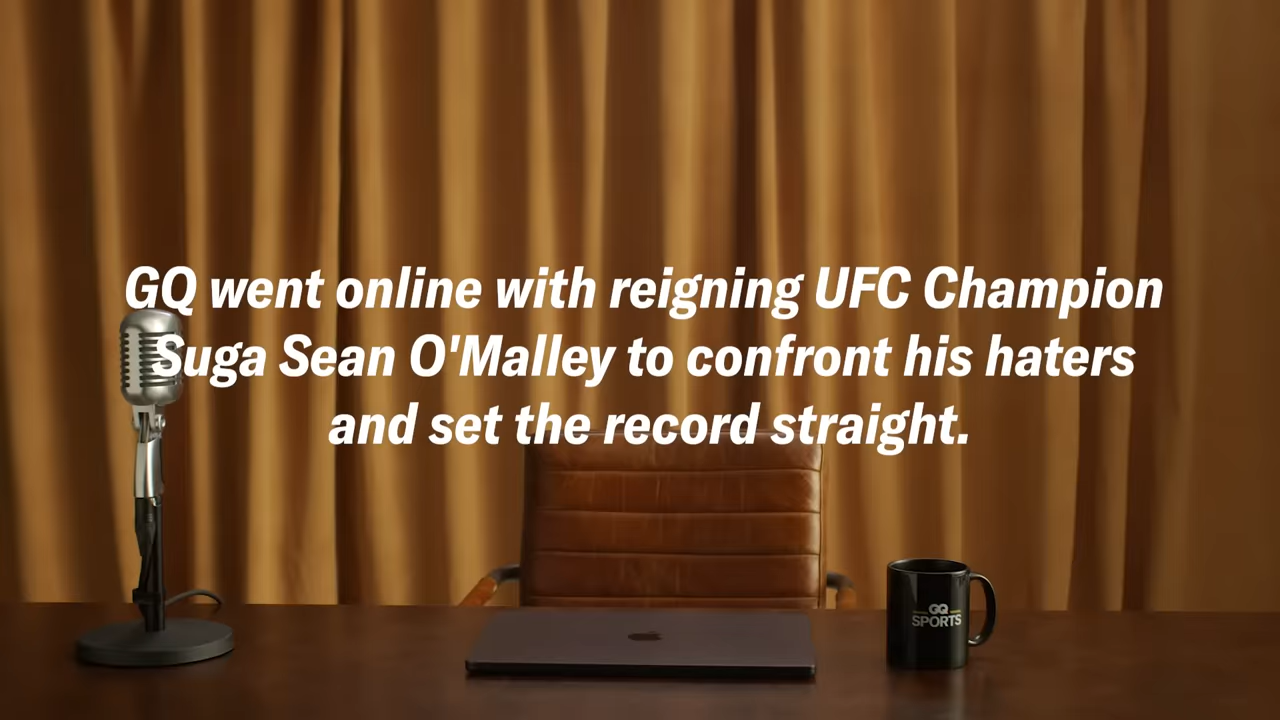 GQ went online with reigning UFC Champion
Suga Sean O'Malley to confront his haters
and set the record straight.
GQ
SPORTS